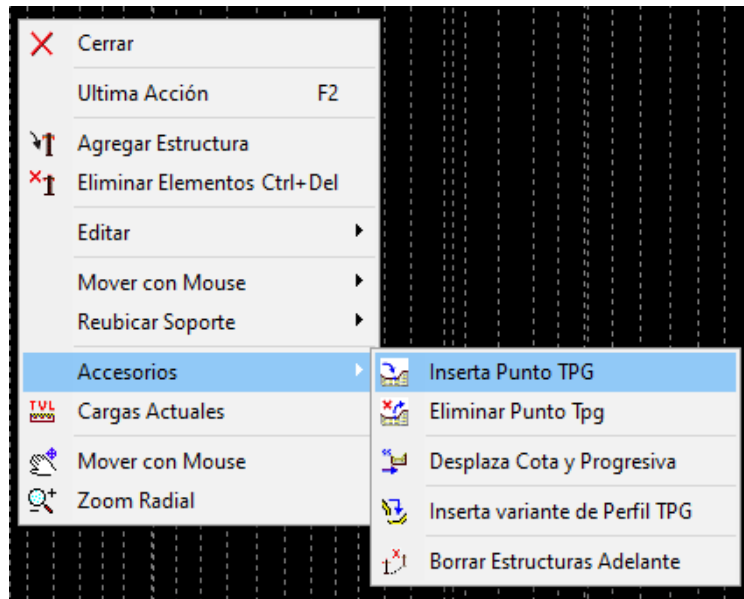 Cerrar
Ultima Acción F2
Agregar Estructura
Eliminar Elementos Ctrl+Del
Editar
Mover con Mouse
Reubicar Soporte
Accesorios
TVL
Cargas Actuales
Mover con Mouse
Zoom Radial
Inserta Punto TPG
Eliminar Punto Tpg
Desplaza Cota y Progresiva
Inserta variante de Perfil TPG
Borrar Estructuras Adelante